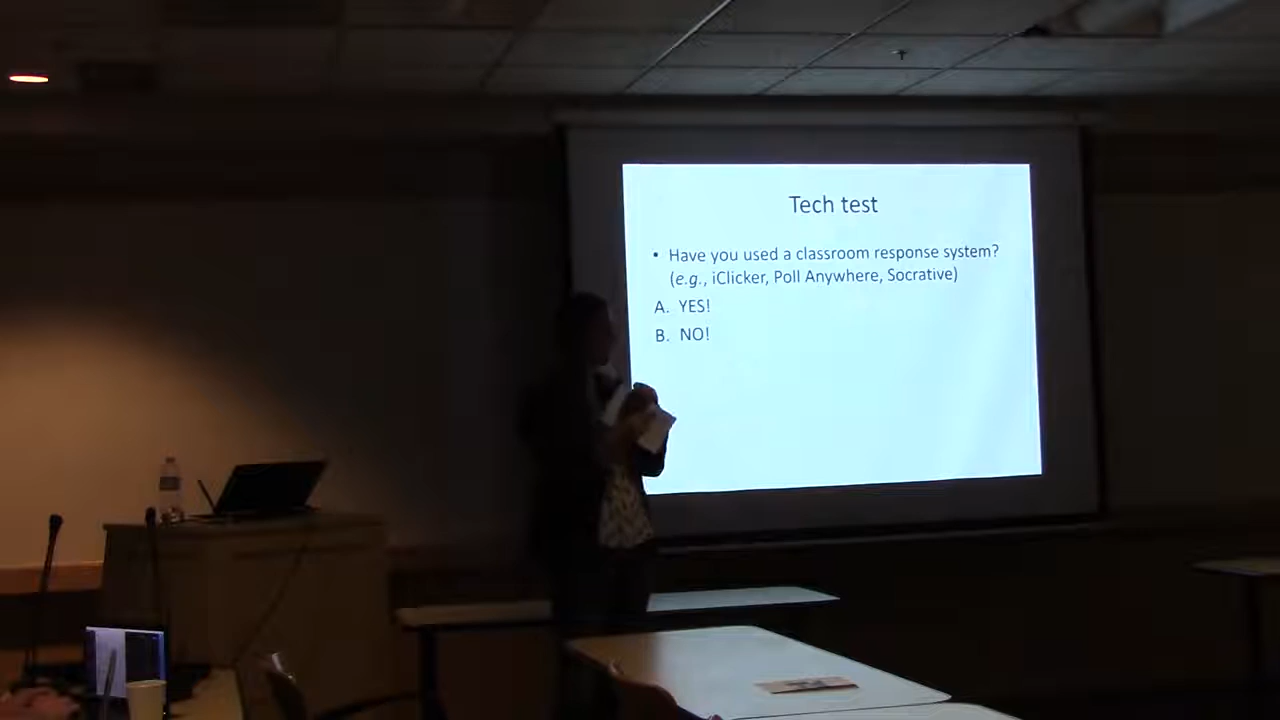 Tech test
• Have you used a classroom response system?
(e.g., iClicker, Poll Anywhere, Socrative)
A. YES!
B. NO!